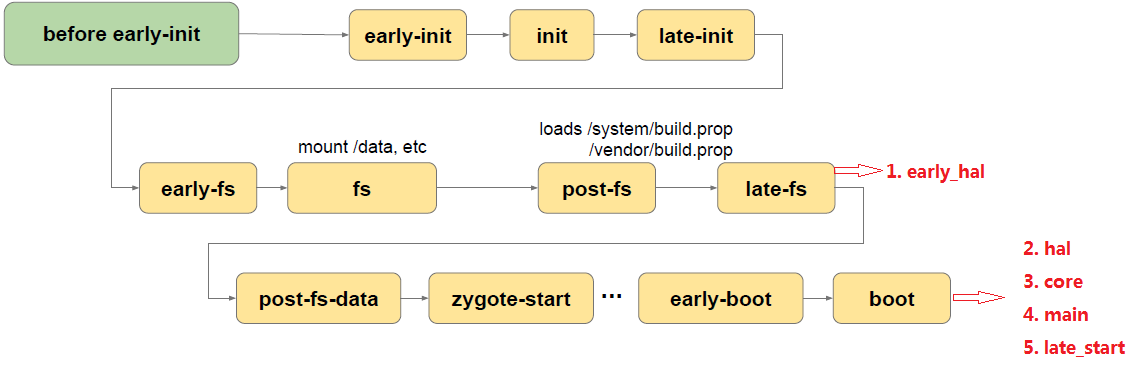 before early-init
early-init
init
late-init
mount /data, etc
loads /system/build.prop
/vendor/build.prop
early-fs
fs
post-fs
late-fs
1. early_hal
post-fs-data
zygote-start
...
early-boot
boot
2. hal
3. core
4. main
5. late_start